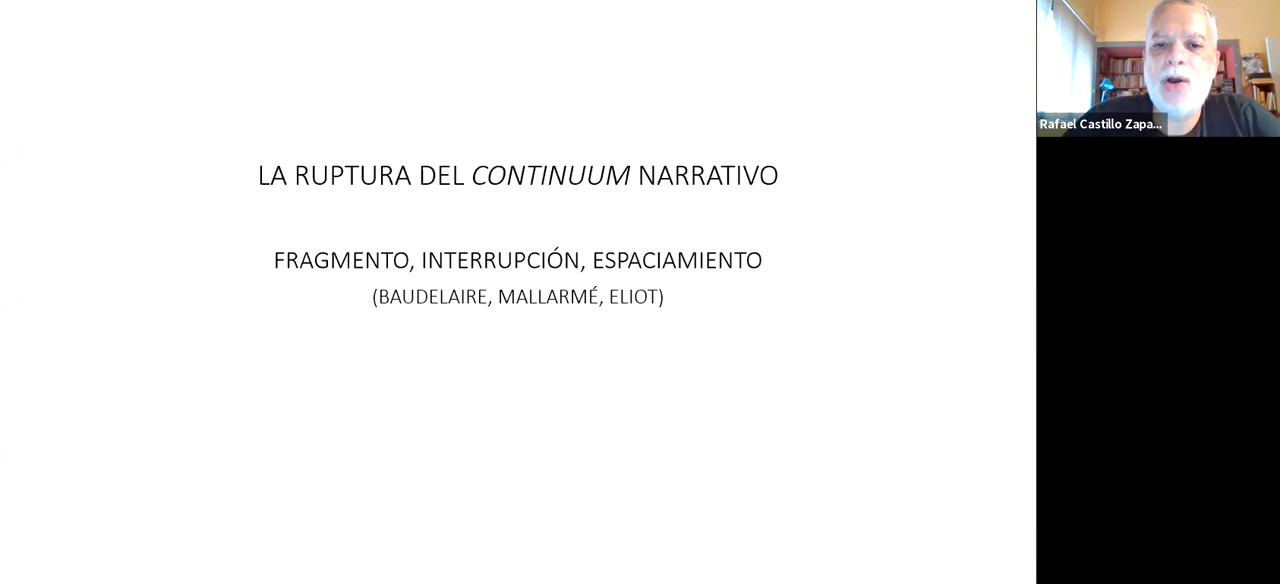 LA RUPTURA DEL CONTINUUM NARRATIVO
FRAGMENTO, INTERRUPCIÓN, ESPACIAMIENTO
(BAUDELAIRE, MALLARMÉ, ELIOT)
Rafael Castillo Zapa...